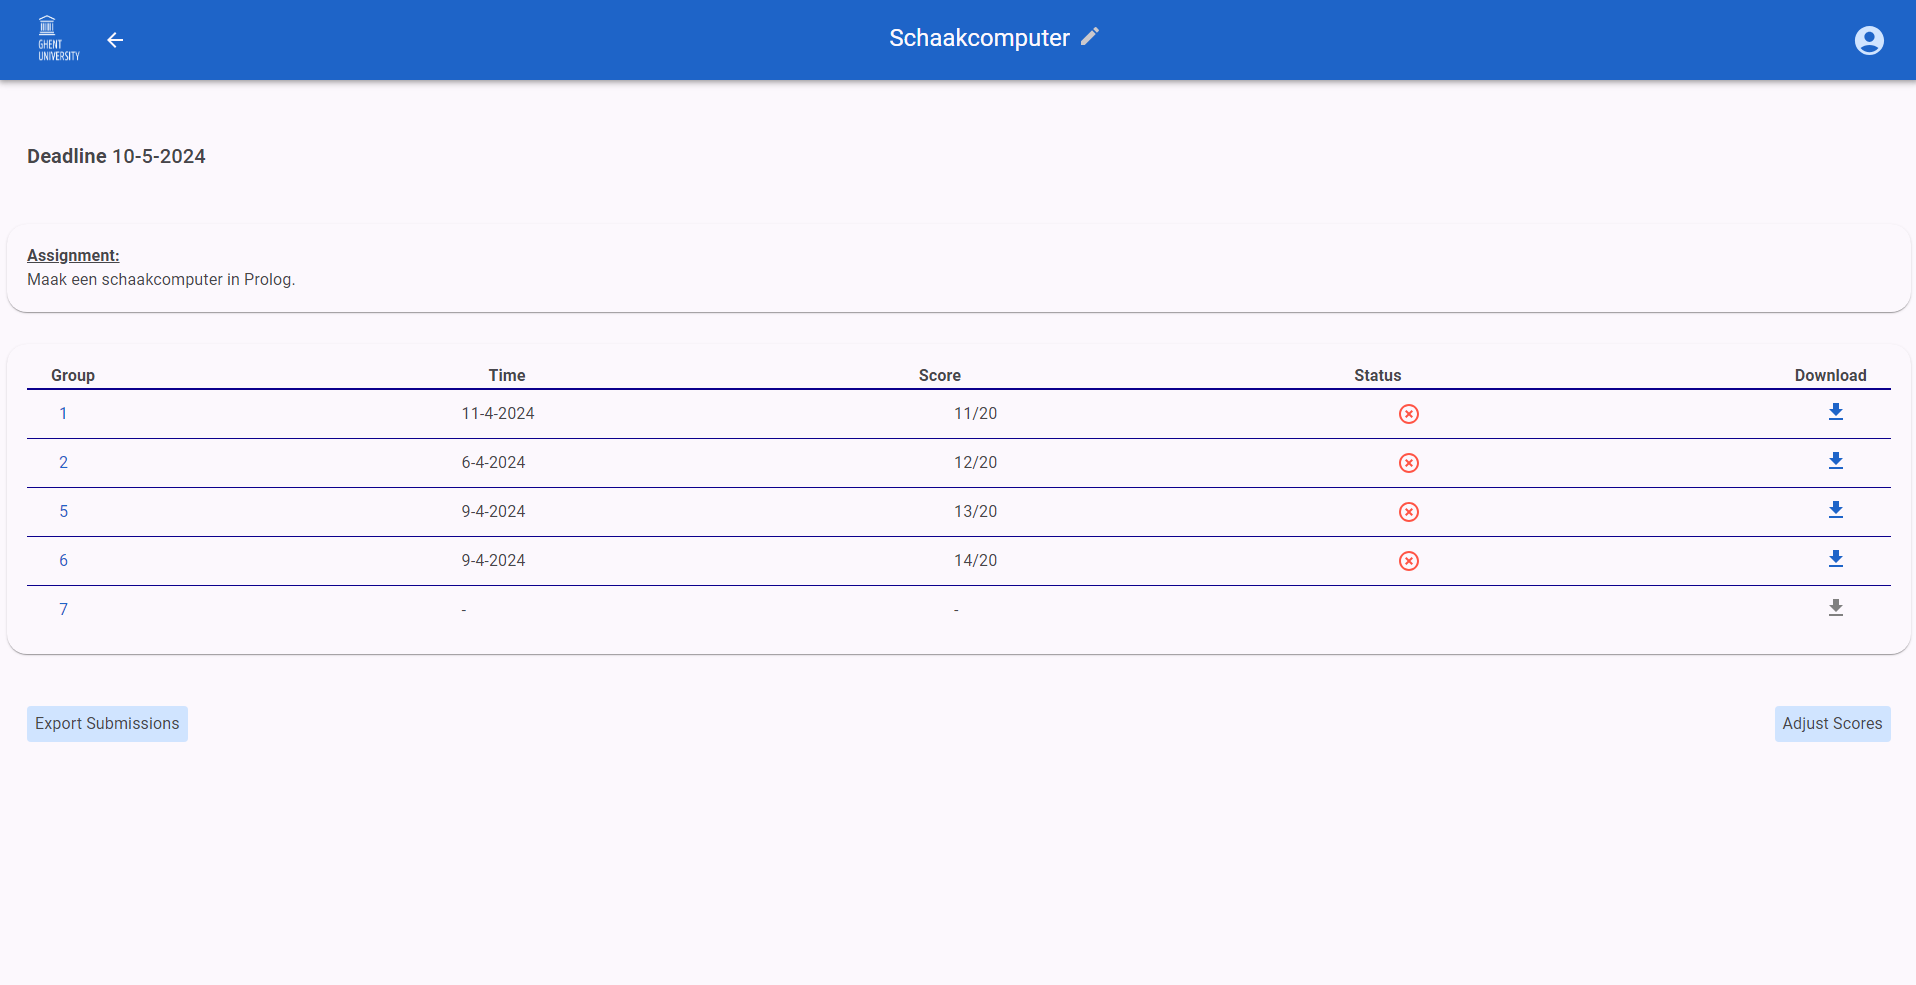 GHENT
UNIVERSITY
Schaakcomputer
Deadline 10-5-2024
Assignment:
Maak een schaakcomputer in Prolog.
Group Time Score Status Download
1 11-4-2024 11/20
2 6-4-2024 12/20
5 9-4-2024 13/20
6 9-4-2024 14/20
7 - -
Export Submissions Adjust Scores